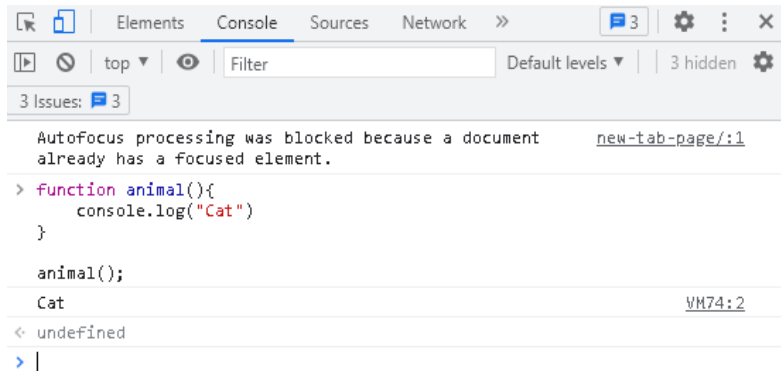 Elements Console Sources Network » 3
top ▼ Filter Default levels ▼ 3 hidden
3 Issues: 3
Autofocus processing was blocked because a document new-tab-page/:1
already has a focused element.
> function animal(){
console.log("Cat")
}
animal();
Cat VM74:2
undefined
>